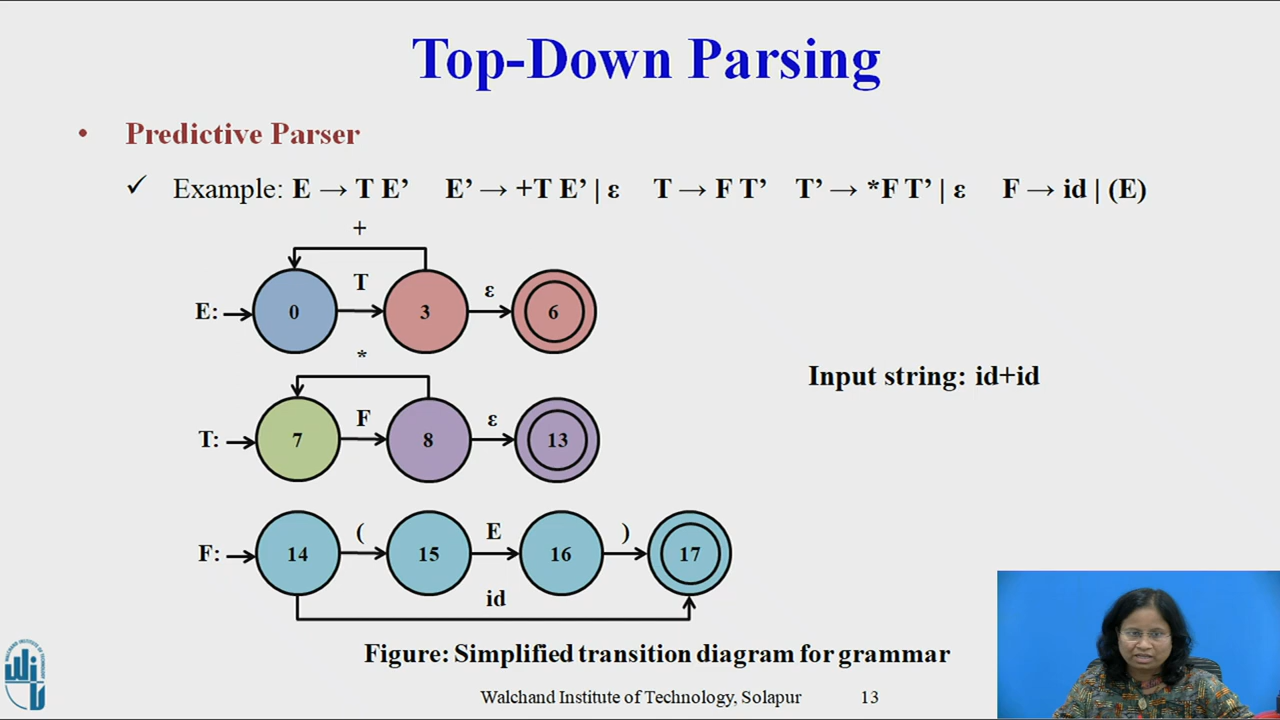 Top-Down Parsing
• Predictive Parser
✓ Example: E → T E’ E’ → +T E’ | ε T → F T’ T’ → *F T’ | ε F → id | (E)
+
E: 0 T 3 ε 6
Input string: id+id
*
T: 7 F 8 ε 13
F: 14 ( 15 E 16 ) 17
id
Figure: Simplified transition diagram for grammar
Walchand Institute of Technology, Solapur 13